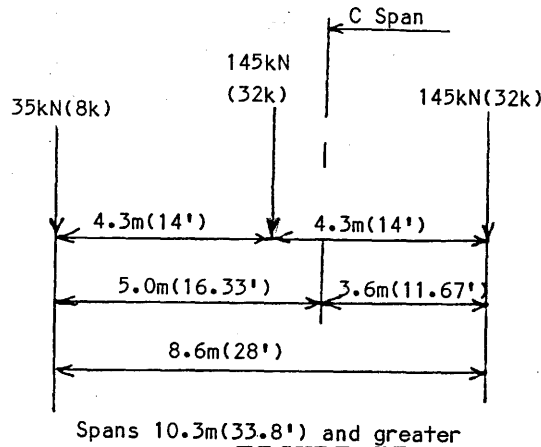 C Span
145kN
(32k)
35kN(8k)
145kN(32k)
4.3m(14')
4.3m(14')
5.0m(16.33')
3.6m(11.67')
8.6m(28')
Spans 10.3m(33.8') and greater